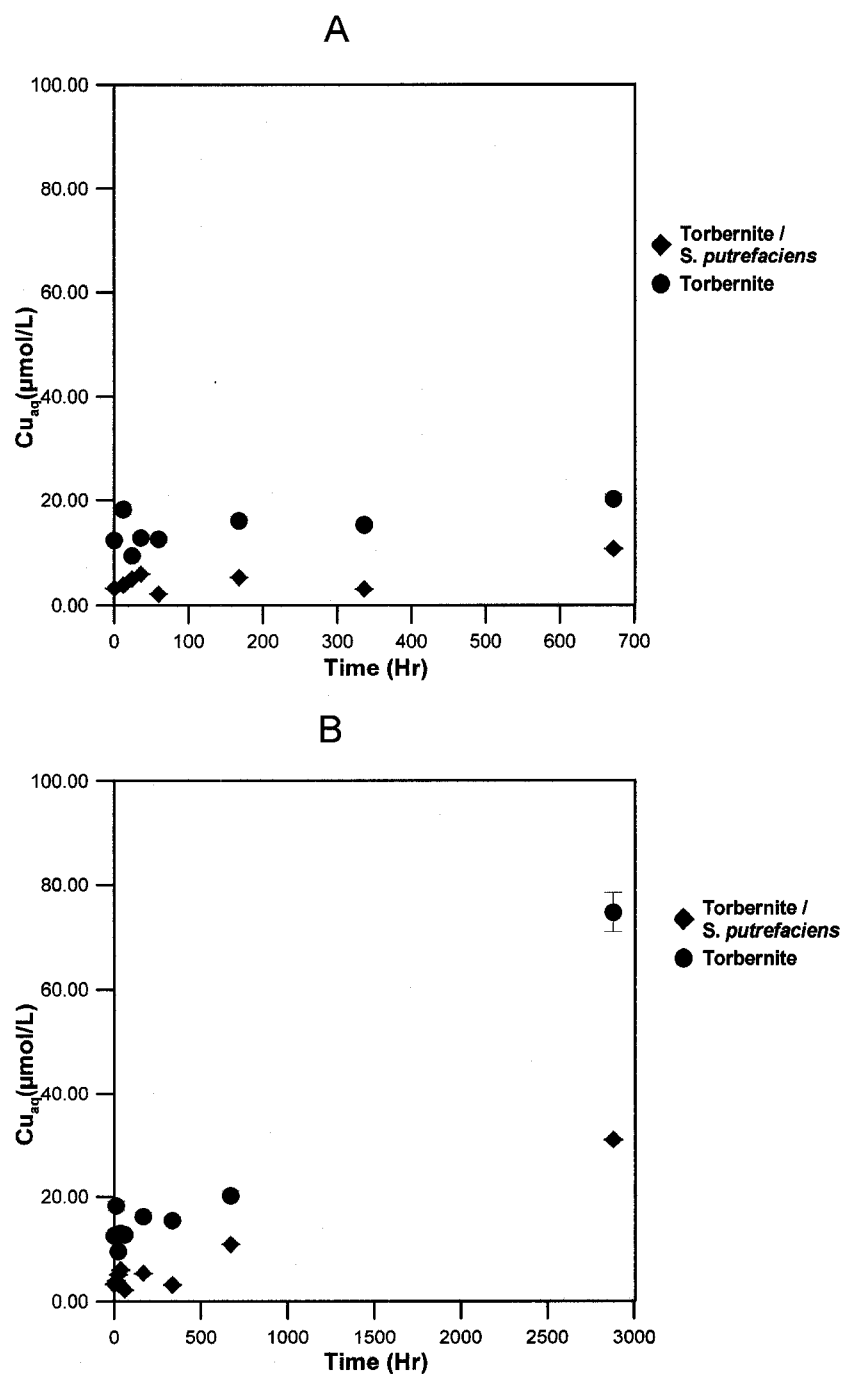 A
100.00
80.00
60.00
40.00
20.00
0.00
Cuaq(µmol/L)
0 100 200 300 400 500 600 700
Time (Hr)
Torbernite /
S. putrefaciens
Torbernite
B
100.00
80.00
60.00
40.00
20.00
0.00
Cuaq(µmol/L)
0 500 1000 1500 2000 2500 3000
Time (Hr)
Torbernite /
S. putrefaciens
Torbernite